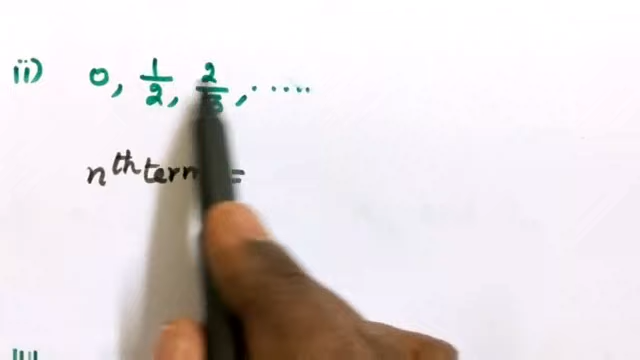 ii) 0, 1/2, 2/3, .....
nth term =